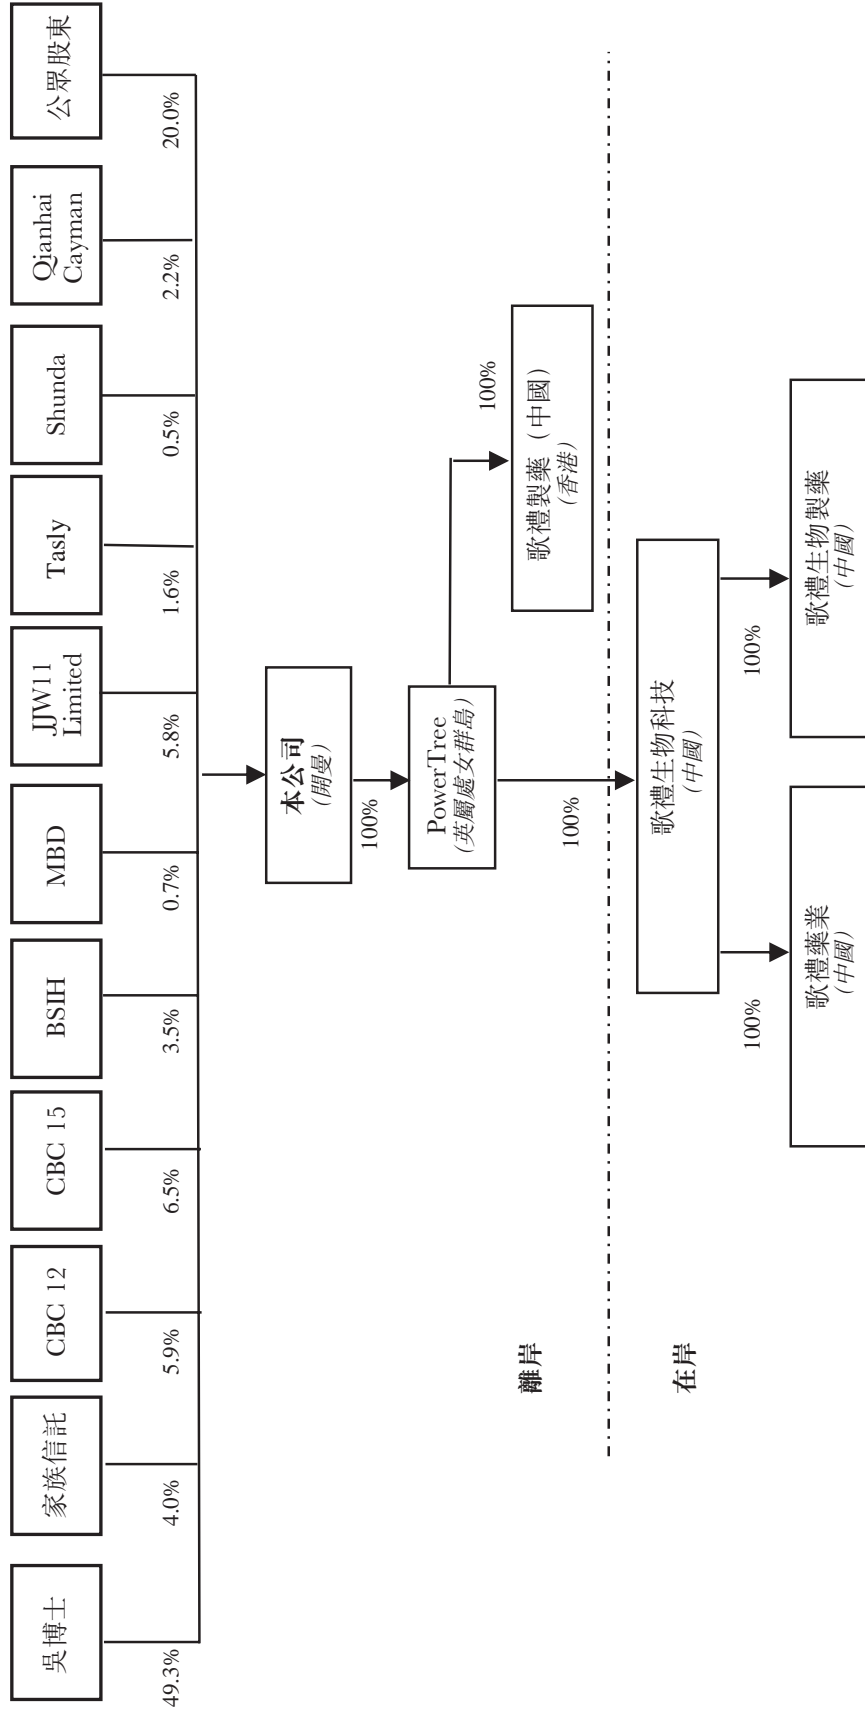 吳博士
家族信託
CBC 12
CBC 15
BSIH
MBD
JJW11
Limited
Tasly
Shunda
Qianhai
Cayman
公眾股東
49.3%
4.0%
5.9%
6.5%
3.5%
0.7%
5.8%
1.6%
0.5%
2.2%
20.0%
本公司
(開曼)
100%
PowerTree
(英屬處女群島)
100%
歌禮製藥（中國）
(香港)
離岸
100%
在岸
歌禮生物科技
(中國)
100%
100%
歌禮藥業
(中國)
歌禮生物製藥
(中國)